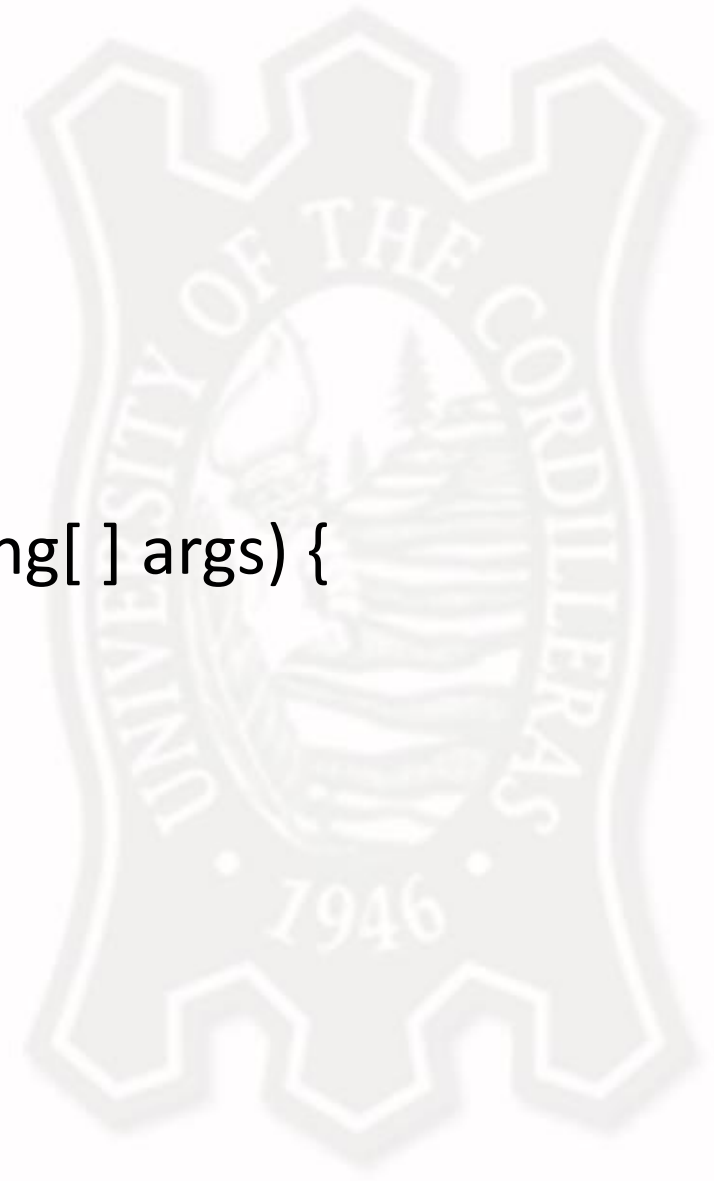 UNIVERSITY OF THE CORDILLERAS
ng[ ] args) {
1946